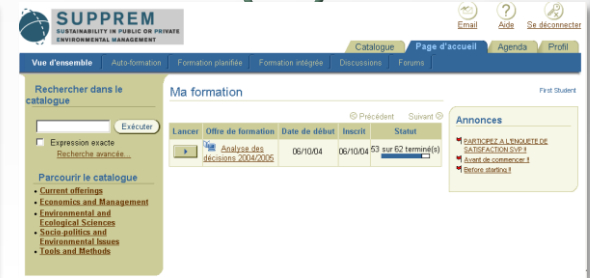 SUPPREM
SUSTAINABILITY IN PUBLIC OR PRIVATE
ENVIRONMENTAL MANAGEMENT
Email Aide Se déconnecter
Catalogue Page d'accueil Agenda Profil
Vue d'ensemble Auto-formation Formation planifiée Formation intégrée Discussions Forums
Rechercher dans le
catalogue
Exécuter
Expression exacte
Recherche avancée...
Parcourir le catalogue
Current offerings
Economics and Management
Environmental and
Ecological Sciences
Socio-politics and
Environmental Issues
Tools and Methods
Ma formation
Précédent Suivant
Lancer Offre de formation Date de début Inscrit Statut
Analyse des
décisions 2004/2005
06/10/04 06/10/04 53 sur 62 terminé(s)
First Student
Annonces
PARTICIPEZ A L'ENQUETE DE
SATISFACTION SVP !!
Avant de commencer !!
Before starting !!